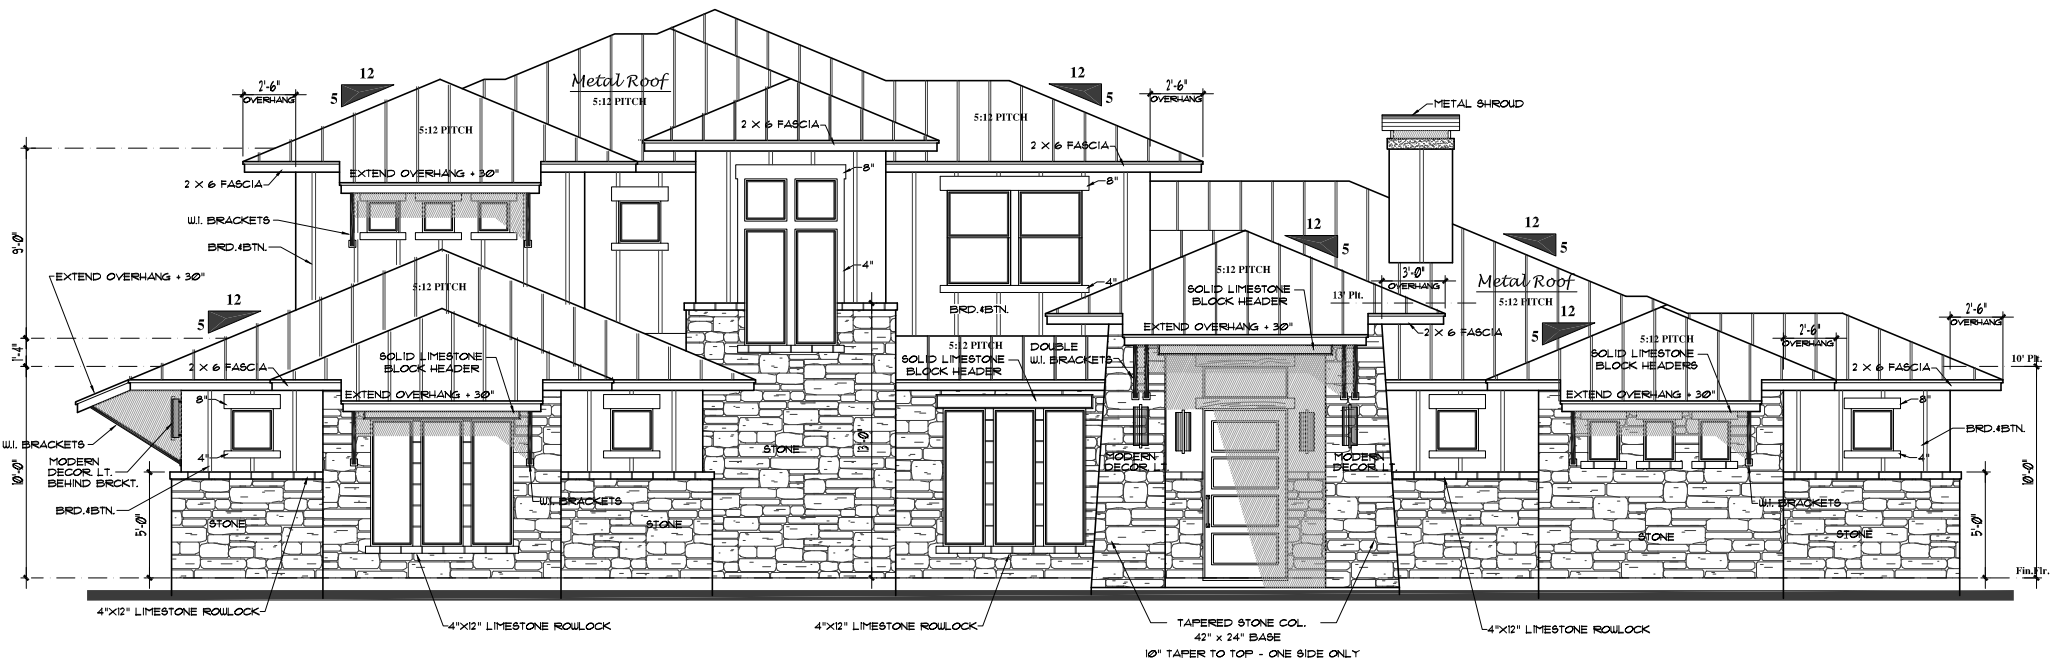 12
5
2'-6"
OVERHANG
5:12 PITCH
Metal Roof
5:12 PITCH
2 X 6 FASCIA
12
5
2'-6"
OVERHANG
5:12 PITCH
2 X 6 FASCIA
METAL SHROUD
2 X 6 FASCIA
EXTEND OVERHANG + 30"
8"
8"
W.I. BRACKETS
BRD.&BTN.
9'-0"
EXTEND OVERHANG + 30"
4"
4"
BRD.&BTN.
12
5
5:12 PITCH
12
5
5:12 PITCH
SOLID LIMESTONE
BLOCK HEADER
EXTEND OVERHANG + 30"
13' Plt.
3'-0"
OVERHANG
2 X 6 FASCIA
12
5
Metal Roof
5:12 PITCH
12
5
2'-6"
OVERHANG
2'-6"
OVERHANG
1'-4"
2 X 6 FASCIA
SOLID LIMESTONE
BLOCK HEADER
EXTEND OVERHANG + 30"
5:12 PITCH
SOLID LIMESTONE
BLOCK HEADER
DOUBLE
W.I. BRACKETS
5:12 PITCH
SOLID LIMESTONE
BLOCK HEADERS
EXTEND OVERHANG + 30"
2 X 6 FASCIA
10' Plt.
8"
4"
8"
4"
W.I. BRACKETS
MODERN
DECOR. LT.
BEHIND BRCKT.
BRD.&BTN.
10'-0"
5'-0"
STONE
W.I. BRACKETS
STONE
STONE
13'-0"
MODERN
DECOR. LT.
MODERN
DECOR. LT.
BRD.&BTN.
W.I. BRACKETS
STONE
STONE
5'-0"
10'-0"
Fin.Flr.
4"X12" LIMESTONE ROWLOCK
4"X12" LIMESTONE ROWLOCK
4"X12" LIMESTONE ROWLOCK
TAPERED STONE COL.
42" x 24" BASE
10" TAPER TO TOP - ONE SIDE ONLY
4"X12" LIMESTONE ROWLOCK